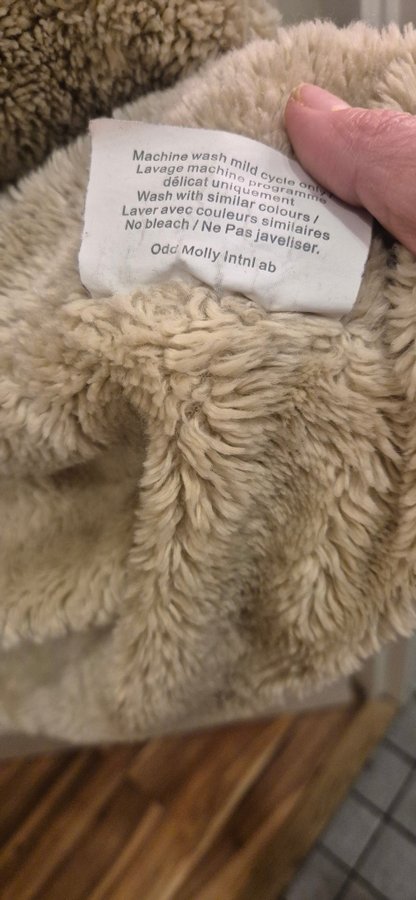 Machine wash mild cycle only
Lavage machine programme
délicat uniquement
Wash with similar colours /
Laver avec couleurs similaires
No bleach / Ne Pas javeliser.
Odd Molly Intnl ab